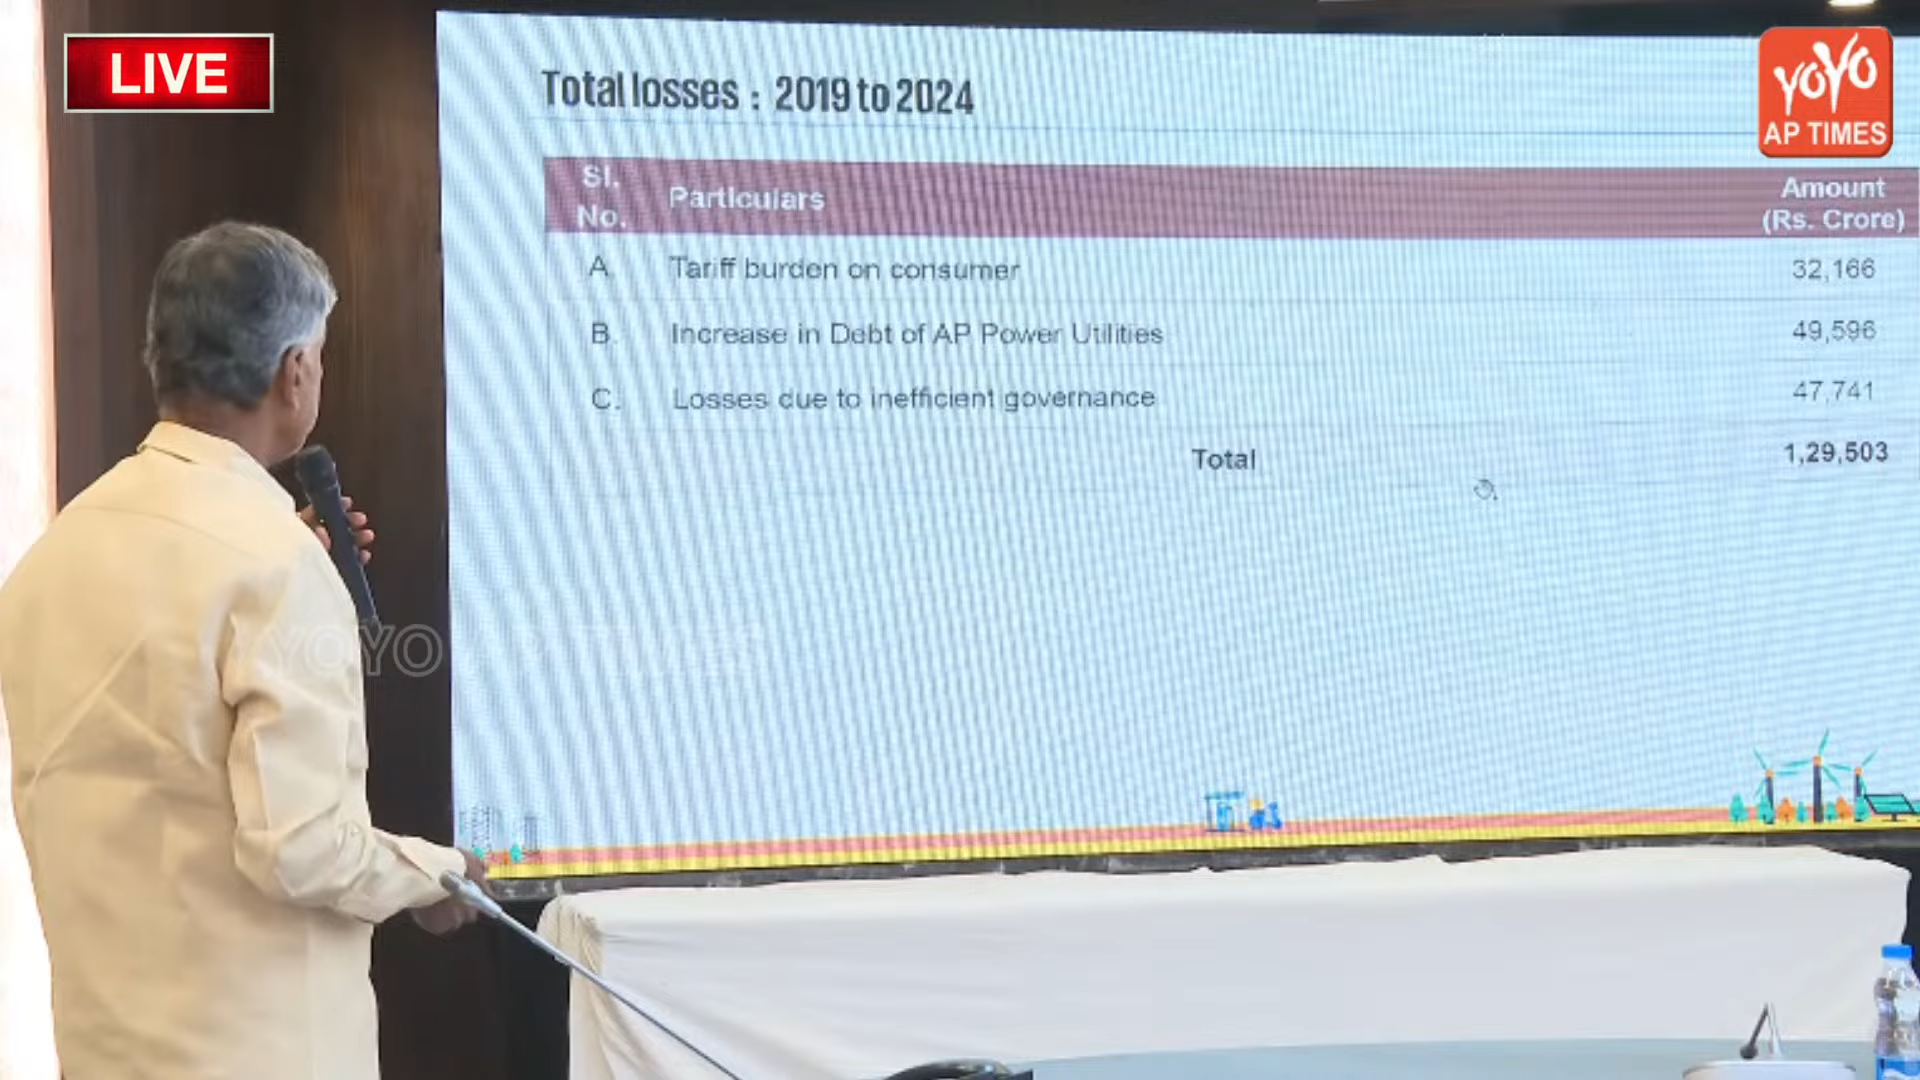 LIVE
YOYO
AP TIMES
Total losses : 2019 to 2024
Sl. No. Particulars Amount (Rs. Crore)
A. Tariff burden on consumer 32,166
B. Increase in Debt of AP Power Utilities 49,596
C. Losses due to inefficient governance 47,741
Total 1,29,503
YOYO AP TIMES